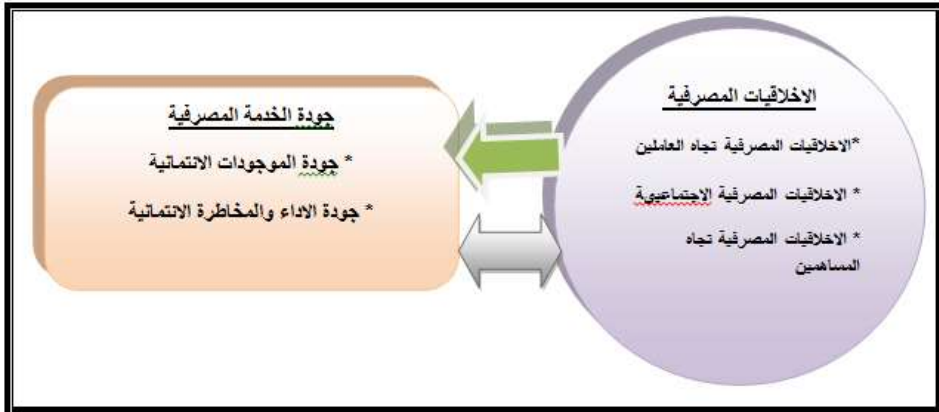 الاخلاقيات المصرفية
*الاخلاقيات المصرفية تجاه العاملين
* الاخلاقيات المصرفية الإجتماعيوية
* الاخلاقيات المصرفية تجاه
المساهمين
جودة الخدمة المصرفية
* جودة الموجودات الائتمانية
* جودة الاداء والمخاطرة الائتمانية